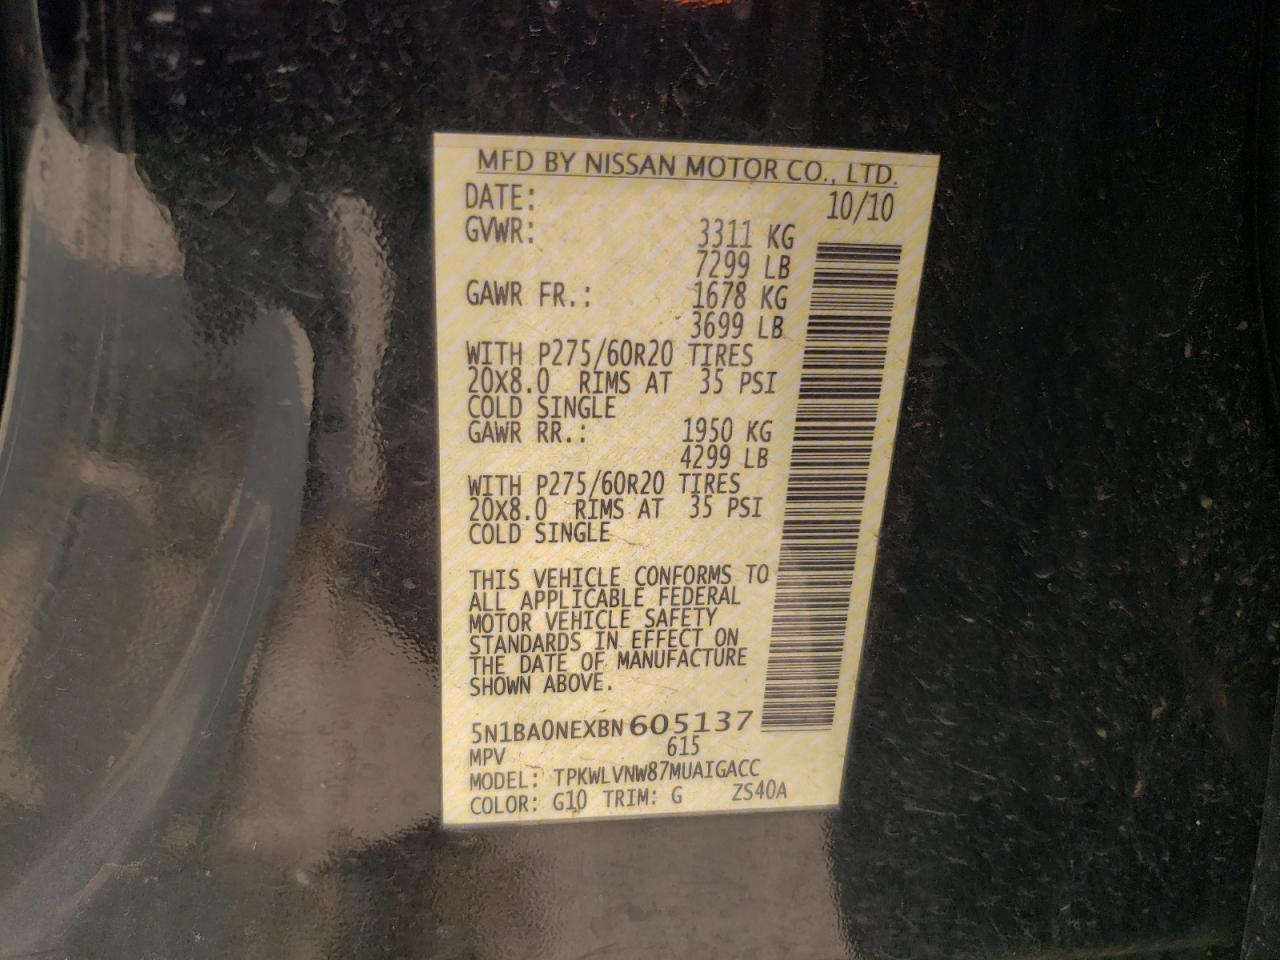 MFD BY NISSAN MOTOR CO., LTD.
DATE: 10/10
GVWR: 3311 KG
7299 LB
GAWR FR.: 1678 KG
3699 LB
WITH P275/60R20 TIRES
20X8.0 RIMS AT 35 PSI
COLD SINGLE
GAWR RR.: 1950 KG
4299 LB
WITH P275/60R20 TIRES
20X8.0 RIMS AT 35 PSI
COLD SINGLE
THIS VEHICLE CONFORMS TO
ALL APPLICABLE FEDERAL
MOTOR VEHICLE SAFETY
STANDARDS IN EFFECT ON
THE DATE OF MANUFACTURE
SHOWN ABOVE.
5N1BA0NEXBN605137
MPV 615
MODEL: TPKWLVNW87MUAIGACC
COLOR: G10 TRIM: G ZS40A